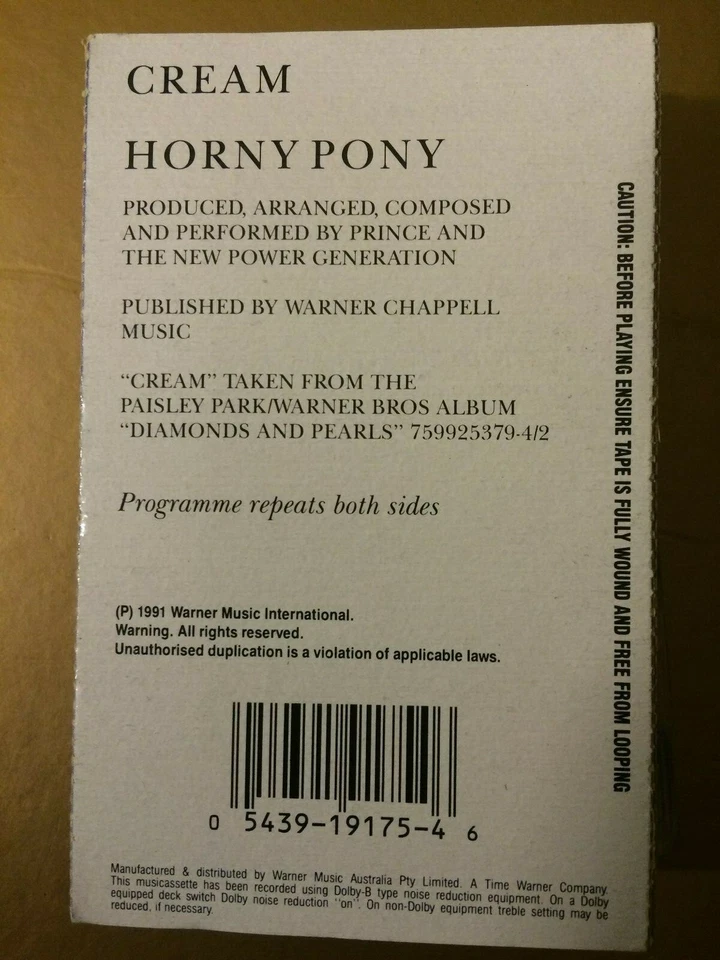 CREAM
HORNY PONY
PRODUCED, ARRANGED, COMPOSED
AND PERFORMED BY PRINCE AND
THE NEW POWER GENERATION
PUBLISHED BY WARNER CHAPPELL
MUSIC
“CREAM” TAKEN FROM THE
PAISLEY PARK/WARNER BROS ALBUM
“DIAMONDS AND PEARLS” 759925379-4/2
Programme repeats both sides
(P) 1991 Warner Music International.
Warning. All rights reserved.
Unauthorised duplication is a violation of applicable laws.
0 5439-19175-4 6
Manufactured & distributed by Warner Music Australia Pty Limited. A Time Warner Company.
This musicassette has been recorded using Dolby-B type noise reduction equipment. On a Dolby
equipped deck switch Dolby noise reduction "on". On non-Dolby equipment treble setting may be
reduced, if necessary.
CAUTION: BEFORE PLAYING ENSURE TAPE IS FULLY WOUND AND FREE FROM LOOPING